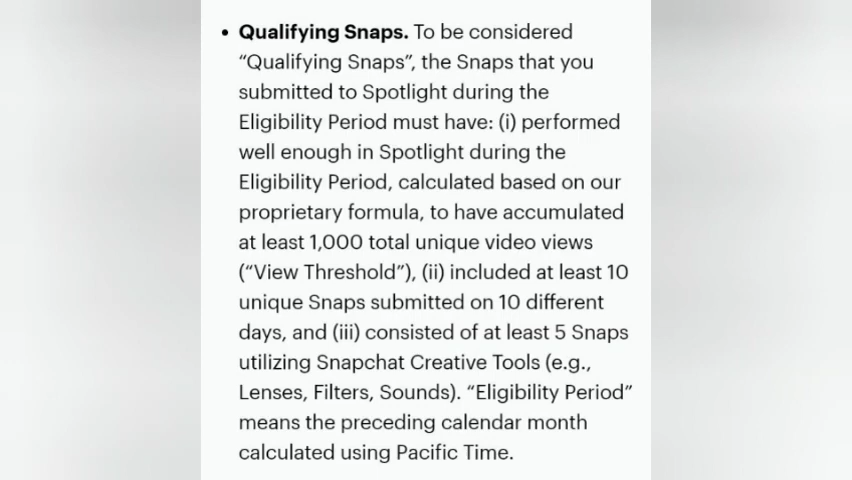 • Qualifying Snaps. To be considered
“Qualifying Snaps”, the Snaps that you
submitted to Spotlight during the
Eligibility Period must have: (i) performed
well enough in Spotlight during the
Eligibility Period, calculated based on our
proprietary formula, to have accumulated
at least 1,000 total unique video views
(“View Threshold”), (ii) included at least 10
unique Snaps submitted on 10 different
days, and (iii) consisted of at least 5 Snaps
utilizing Snapchat Creative Tools (e.g.,
Lenses, Filters, Sounds). “Eligibility Period”
means the preceding calendar month
calculated using Pacific Time.